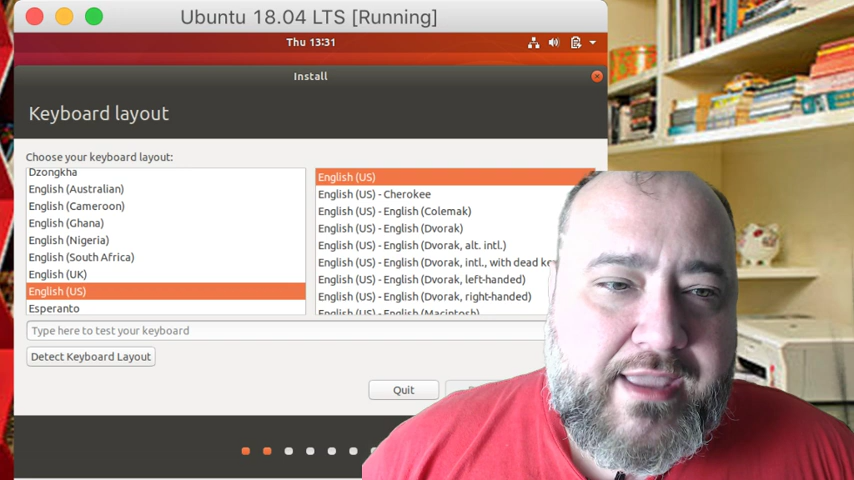 Ubuntu 18.04 LTS [Running]
Thu 13:31
Install
Keyboard layout
Choose your keyboard layout:
Dzongkha
English (Australian)
English (Cameroon)
English (Ghana)
English (Nigeria)
English (South Africa)
English (UK)
English (US)
Esperanto
English (US)
English (US) - Cherokee
English (US) - English (Colemak)
English (US) - English (Dvorak)
English (US) - English (Dvorak, alt. intl.)
English (US) - English (Dvorak, intl., with dead
English (US) - English (Dvorak, left-handed)
English (US) - English (Dvorak, right-handed)
English (US) - English (Macintosh)
Type here to test your keyboard
Detect Keyboard Layout
Quit